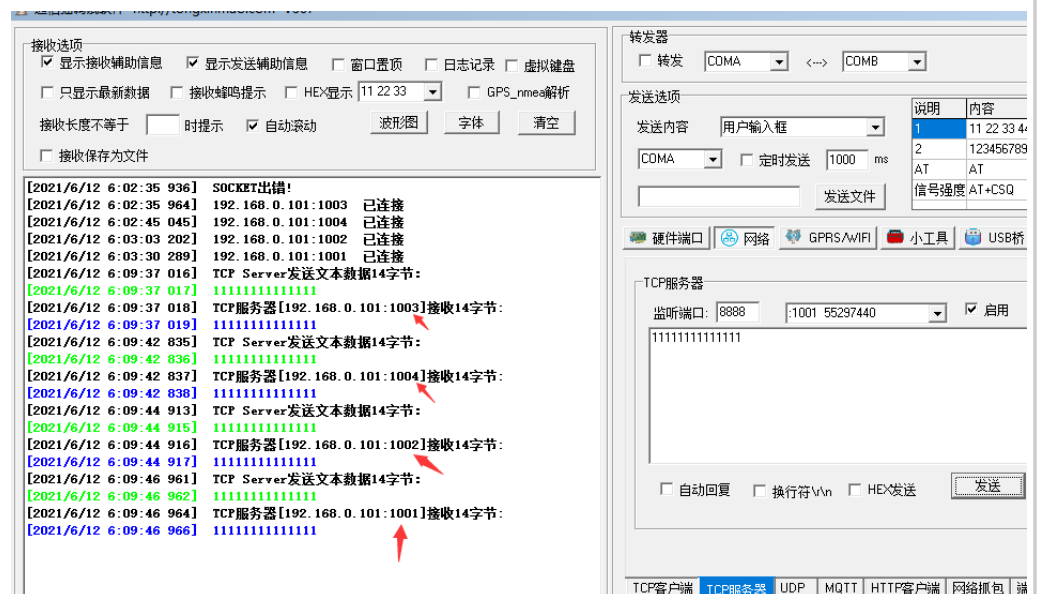 接收选项
显示接收辅助信息 显示发送辅助信息 窗口置顶 日志记录 虚拟键盘
只显示最新数据 接收蜂鸣提示 HEX显示 11 22 33 GPS_nmea解析
接收长度不等于 时提示 自动滚动 波形图 字体 清空
接收保存为文件
[2021/6/12 6:02:35 936] SOCKET出错!
[2021/6/12 6:02:35 964] 192.168.0.101:1003 已连接
[2021/6/12 6:02:45 045] 192.168.0.101:1004 已连接
[2021/6/12 6:03:03 202] 192.168.0.101:1002 已连接
[2021/6/12 6:03:30 289] 192.168.0.101:1001 已连接
[2021/6/12 6:09:37 016] TCP Server发送文本数据14字节:
[2021/6/12 6:09:37 017] 11111111111111
[2021/6/12 6:09:37 018] TCP服务器[192.168.0.101:1003]接收14字节:
[2021/6/12 6:09:37 019] 11111111111111
[2021/6/12 6:09:42 835] TCP Server发送文本数据14字节:
[2021/6/12 6:09:42 836] 11111111111111
[2021/6/12 6:09:42 837] TCP服务器[192.168.0.101:1004]接收14字节:
[2021/6/12 6:09:42 838] 11111111111111
[2021/6/12 6:09:44 913] TCP Server发送文本数据14字节:
[2021/6/12 6:09:44 915] 11111111111111
[2021/6/12 6:09:44 916] TCP服务器[192.168.0.101:1002]接收14字节:
[2021/6/12 6:09:44 917] 11111111111111
[2021/6/12 6:09:46 961] TCP Server发送文本数据14字节:
[2021/6/12 6:09:46 962] 11111111111111
[2021/6/12 6:09:46 964] TCP服务器[192.168.0.101:1001]接收14字节:
[2021/6/12 6:09:46 966] 11111111111111
转发器
转发 COMA <--> COMB
发送选项
发送内容 用户输入框
COMA 定时发送 1000 ms
发送文件
说明 内容
1 11 22 33 44
2 123456789
AT AT
信号强度 AT+CSQ
硬件端口 网络 GPRS/WIFI 小工具 USB桥
TCP服务器
监听端口: 8888 :1001 55297440 启用
11111111111111
自动回复 换行符\r\n HEX发送 发送
TCP客户端 TCP服务器 UDP MQTT HTTP客户端 网络抓包